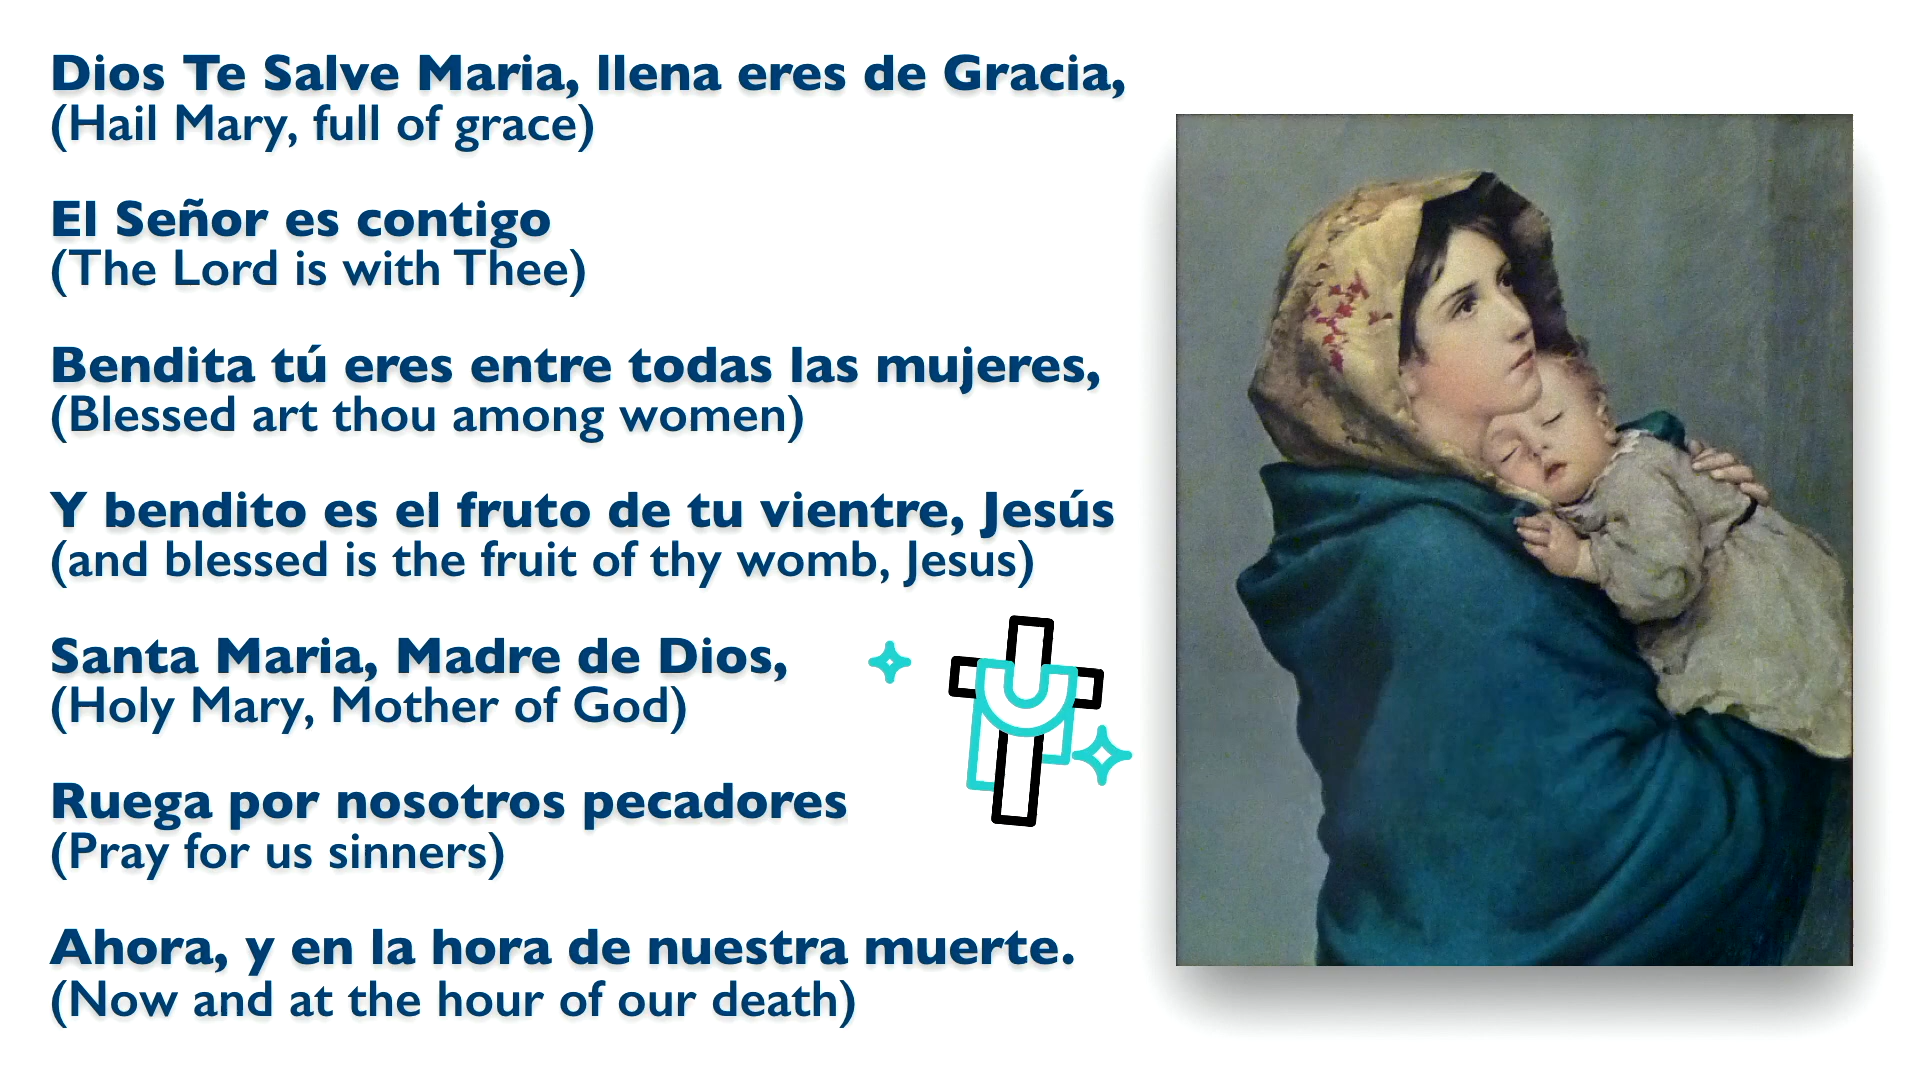 Dios Te Salve Maria, llena eres de Gracia,
(Hail Mary, full of grace)
El Señor es contigo
(The Lord is with Thee)
Bendita tú eres entre todas las mujeres,
(Blessed art thou among women)
Y bendito es el fruto de tu vientre, Jesús
(and blessed is the fruit of thy womb, Jesus)
Santa Maria, Madre de Dios,
(Holy Mary, Mother of God)
Ruega por nosotros pecadores
(Pray for us sinners)
Ahora, y en la hora de nuestra muerte.
(Now and at the hour of our death)